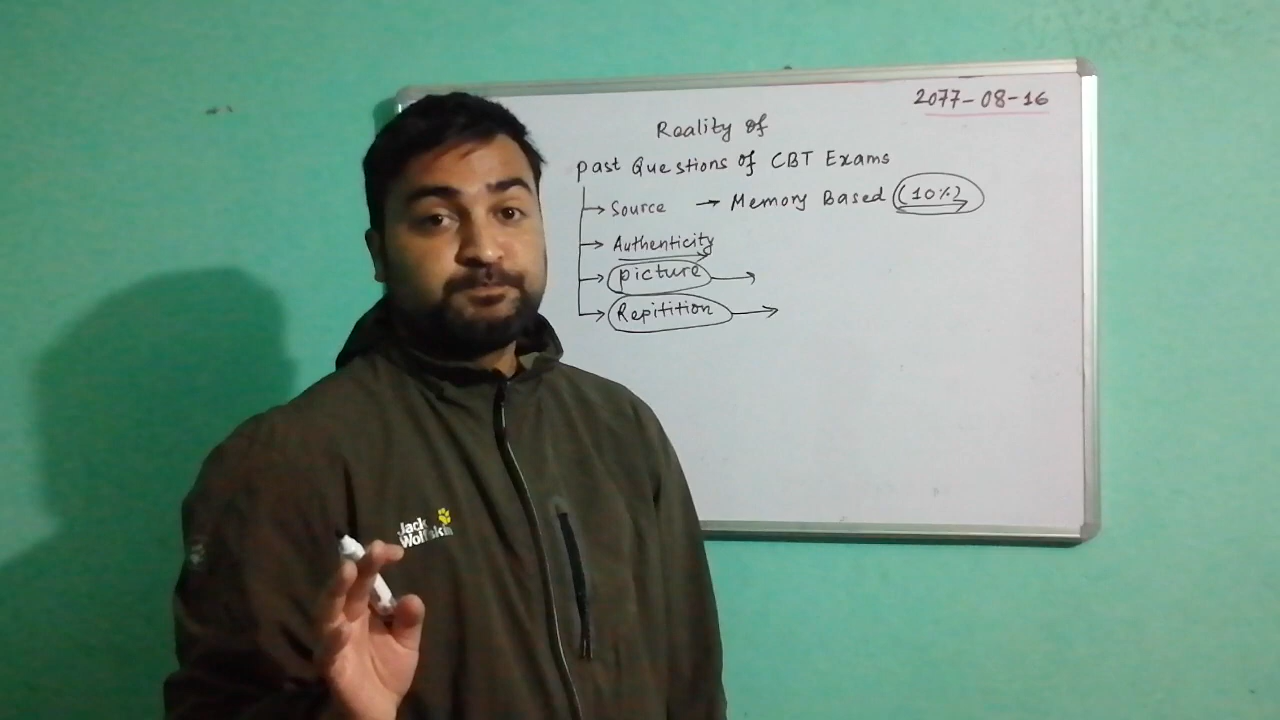 2077-08-16
Reality of
past Questions of CBT Exams
Source → Memory Based (10%)
Authenticity
picture
Repitition
Jack
Wolfskin